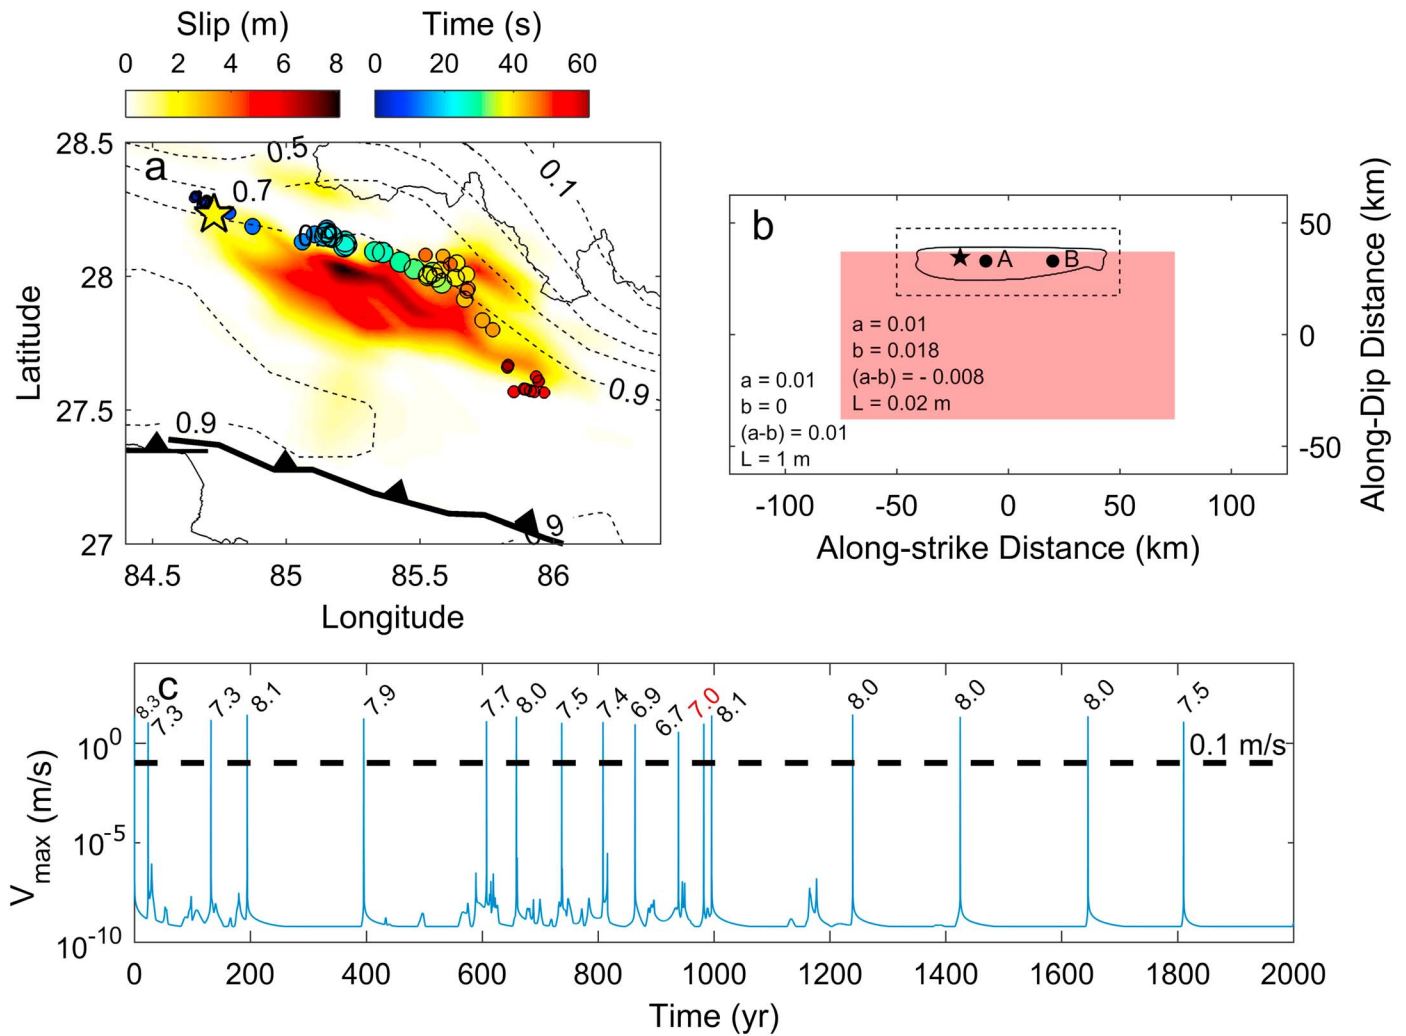 Slip (m)
Time (s)
0 2 4 6 8
0 20 40 60
a
28.5
28
27.5
27
Latitude
0.5
0.7
0.1
0.9
0.9
84.5 85 85.5 86
Longitude
b
A
B
a = 0.01
b = 0.018
(a-b) = - 0.008
L = 0.02 m
a = 0.01
b = 0
(a-b) = 0.01
L = 1 m
50
0
-50
Along-Dip Distance (km)
-100 -50 0 50 100
Along-strike Distance (km)
c
8.3
7.3
7.3
8.1
7.9
7.7
8.0
7.5
7.4
6.9
6.7
7.0
8.1
8.0
8.0
8.0
7.5
0.1 m/s
10^0
10^-5
10^-10
Vmax (m/s)
0 200 400 600 800 1000 1200 1400 1600 1800 2000
Time (yr)